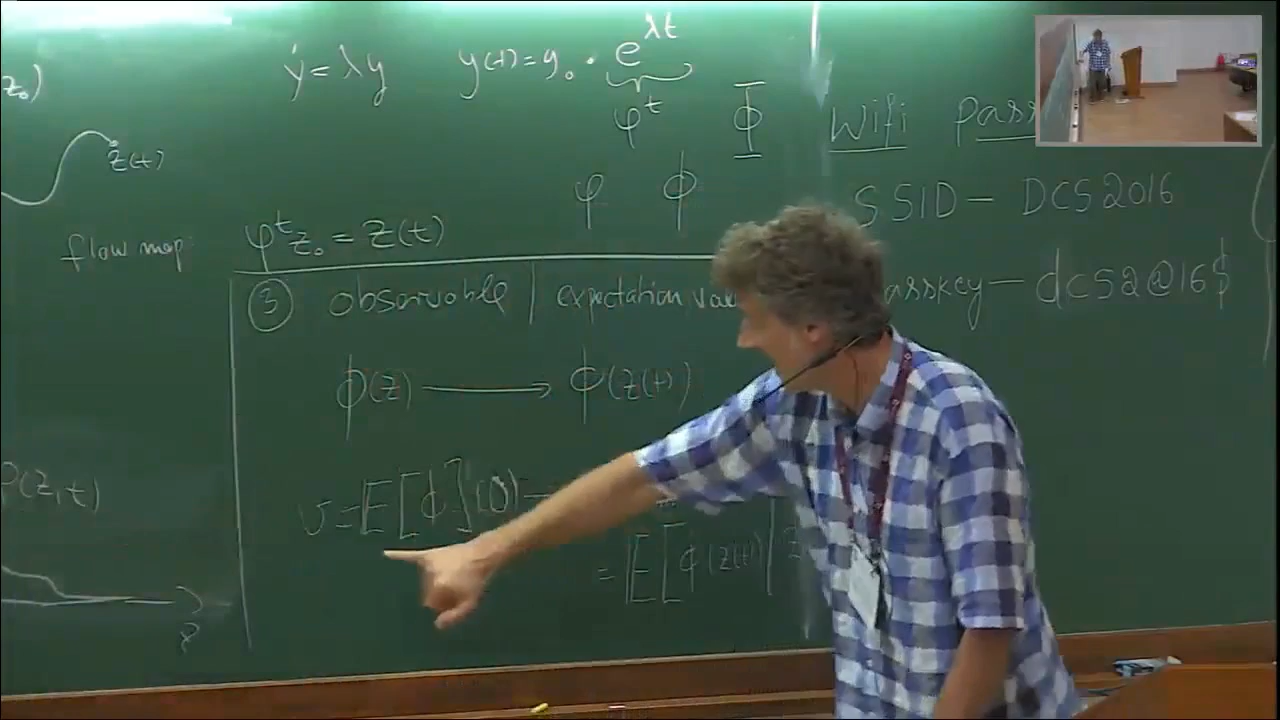 z₀)
ẏ = λy   y(t) = y₀ · e^{λt}
φ^t   Φ
Wifi Pass
z(t)
φ ϕ
SSID - DCS2016
flow map   φ^t z₀ = z(t)
③ observable | expectation va
asskey - dcs2@16$
ϕ(z) ⟶ ϕ(z(t))
(z,t)
v = E[ϕ](0)
= E[ϕ(z(t)|z